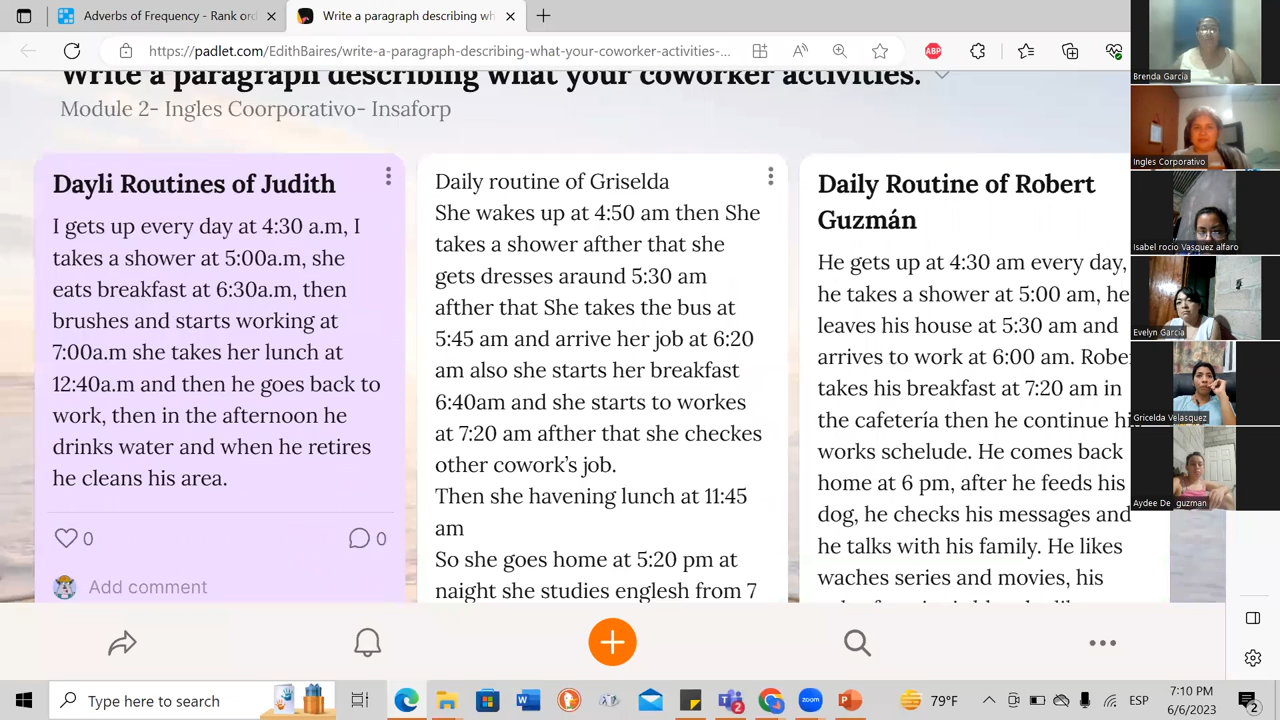 Adverbs of Frequency - Rank or
Write a paragraph describing wh
https://padlet.com/EdithBaires/write-a-paragraph-describing-what-your-coworker-activities-...
ABP
Write a paragraph describing what your coworker activities.
Module 2- Ingles Coorporativo- Insaforp
Dayli Routines of Judith
I gets up every day at 4:30 a.m, I
takes a shower at 5:00a.m, she
eats breakfast at 6:30a.m, then
brushes and starts working at
7:00a.m she takes her lunch at
12:40a.m and then he goes back to
work, then in the afternoon he
drinks water and when he retires
he cleans his area.
0
0
Add comment
Daily routine of Griselda
She wakes up at 4:50 am then She
takes a shower afther that she
gets dresses araund 5:30 am
afther that She takes the bus at
5:45 am and arrive her job at 6:20
am also she starts her breakfast
6:40am and she starts to workes
at 7:20 am afther that she checkes
other cowork's job.
Then she havening lunch at 11:45
am
So she goes home at 5:20 pm at
naight she studies englesh from 7
Daily Routine of Robert
Guzmán
He gets up at 4:30 am every day,
he takes a shower at 5:00 am, he
leaves his house at 5:30 am and
arrives to work at 6:00 am. Rober
takes his breakfast at 7:20 am in
the cafetería then he continue hi
works schelude. He comes back
home at 6 pm, after he feeds his
dog, he checks his messages and
he talks with his family. He likes
waches series and movies, his
Brenda García
Ingles Corporativo
Isabel rocio Vasquez alfaro
Evelyn García
Gricelda Velasquez
Aydee De guzman
Type here to search
79°F
ESP
7:10 PM
6/6/2023
2
2
zoom